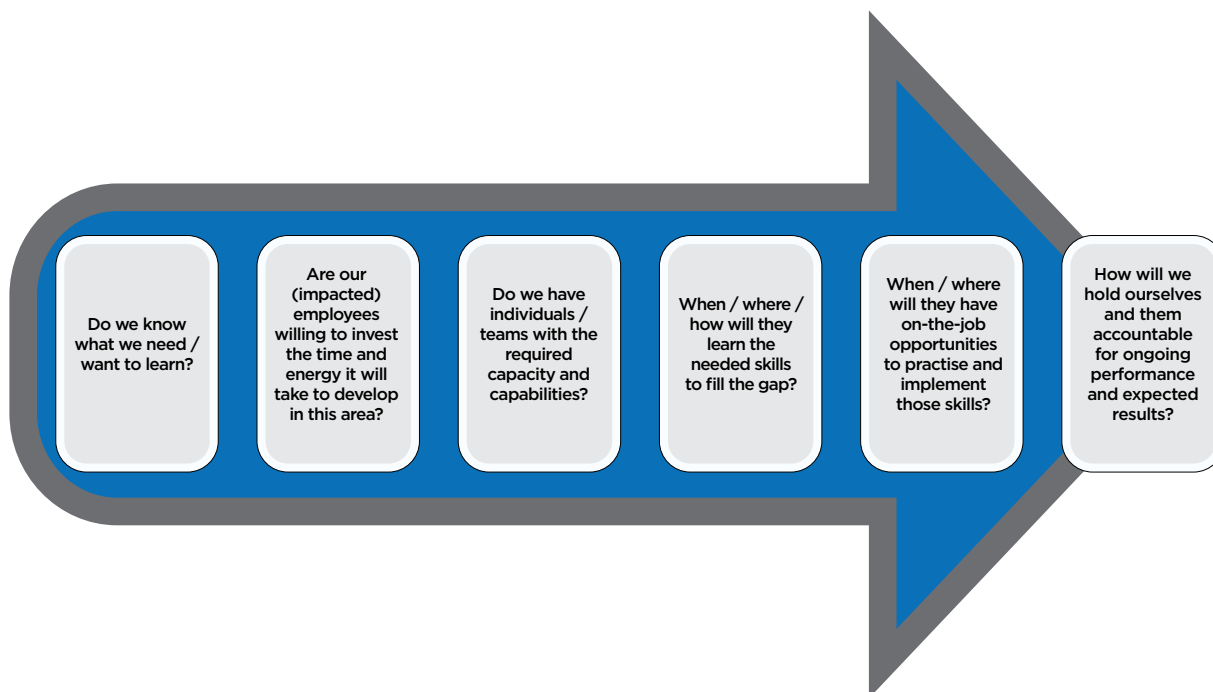 Do we know
what we need /
want to learn?
Are our
(impacted)
employees
willing to invest
the time and
energy it will
take to develop
in this area?
Do we have
individuals /
teams with the
required
capacity and
capabilities?
When / where /
how will they
learn the
needed skills
to fill the gap?
When / where
will they have
on-the-job
opportunities
to practise and
implement
those skills?
How will we
hold ourselves
and them
accountable
for ongoing
performance
and expected
results?